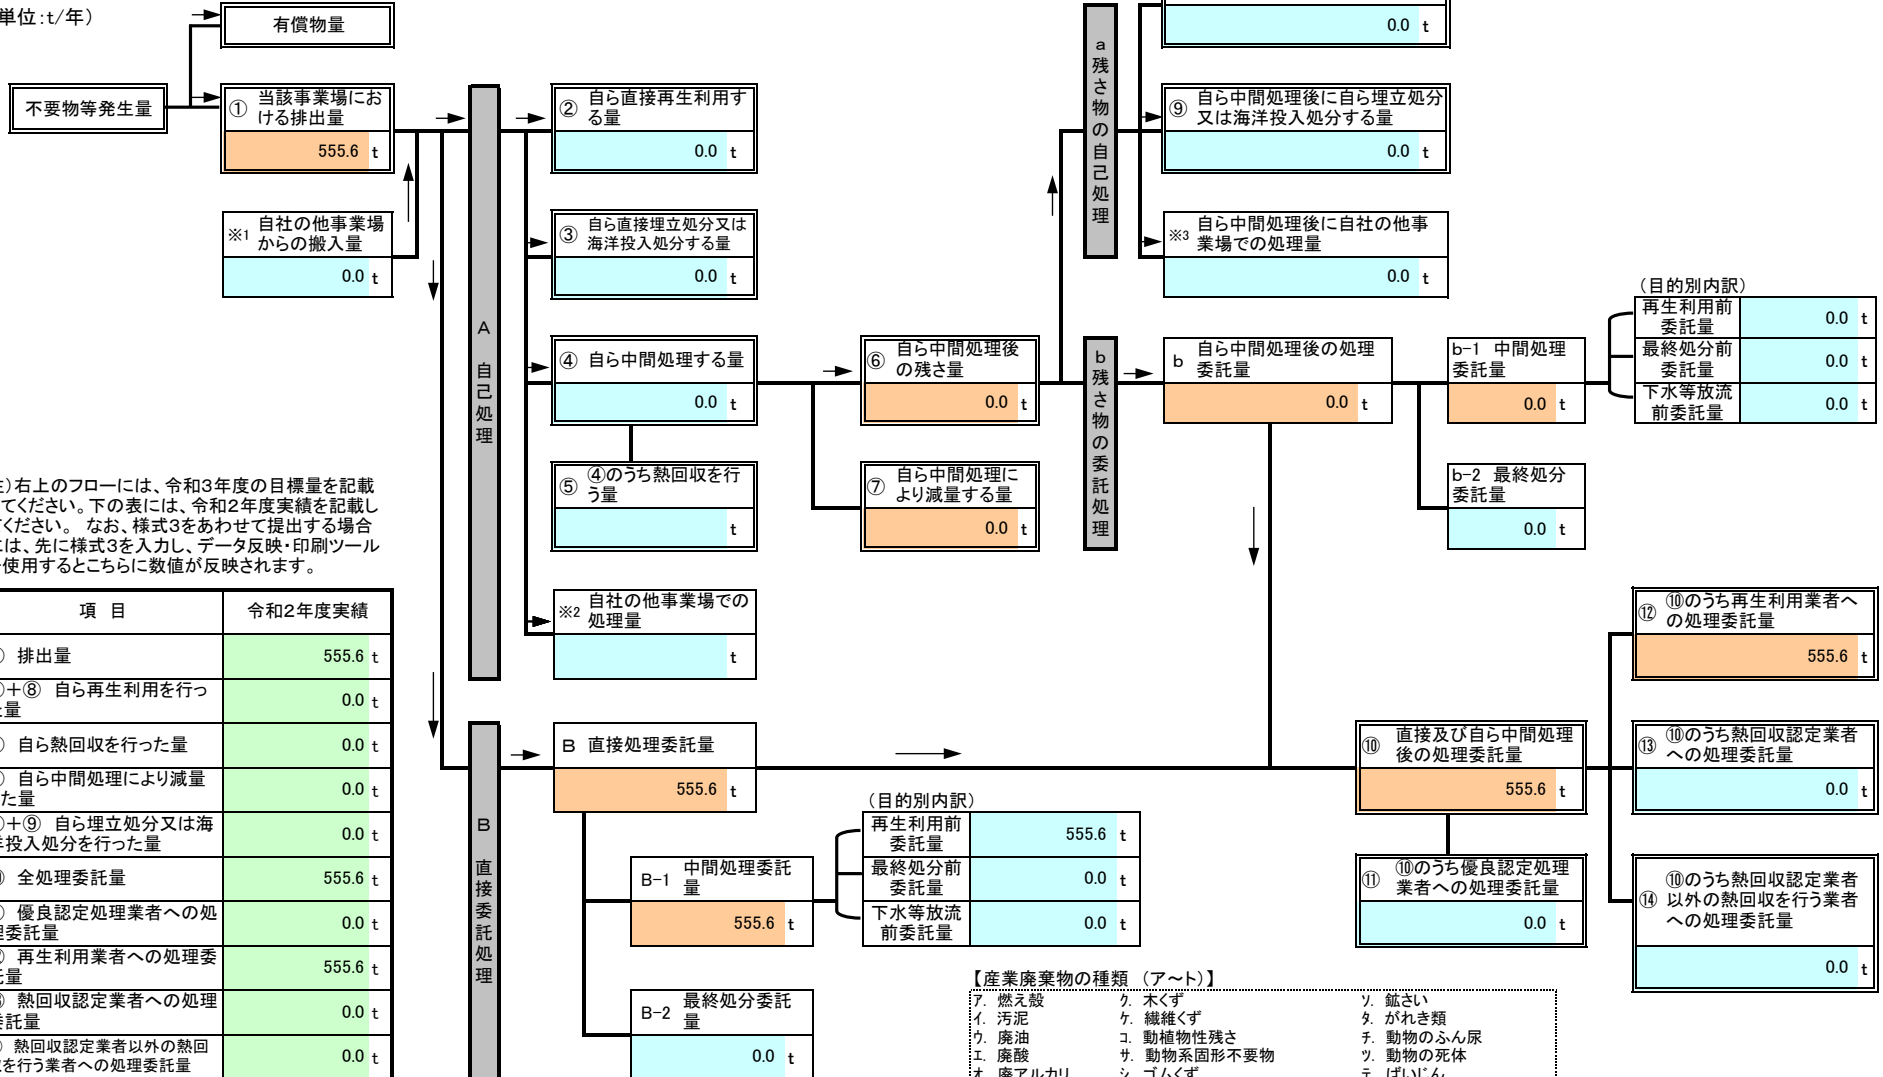 単位:t/年)
有償物量
不要物等発生量
① 当該事業場にお
ける排出量
555.6 t
※1 自社の他事業場
からの搬入量
0.0 t
A 自己処理
② 自ら直接再生利用す
る量
0.0 t
③ 自ら直接埋立処分又は
海洋投入処分する量
0.0 t
④ 自ら中間処理する量
0.0 t
⑤ ④のうち熱回収を行
う量
t
※2 自社の他事業場での
処理量
t
⑥ 自ら中間処理後
の残さ量
0.0 t
⑦ 自ら中間処理に
より減量する量
0.0 t
a 残さ物の自己処理
0.0 t
⑨ 自ら中間処理後に自ら埋立処分
又は海洋投入処分する量
0.0 t
※3 自ら中間処理後に自社の他事
業場での処理量
0.0 t
b 残さ物の委託処理
b 自ら中間処理後の処理
委託量
0.0 t
b-1 中間処理
委託量
0.0 t
b-2 最終処分
委託量
0.0 t
(目的別内訳)
再生利用前
委託量 0.0 t
最終処分前
委託量 0.0 t
下水等放流
前委託量 0.0 t
)右上のフローには、令和3年度の目標量を記載
てください。下の表には、令和2年度実績を記載し
ください。 なお、様式3をあわせて提出する場合
は、先に様式3を入力し、データ反映・印刷ツール
使用するとこちらに数値が反映されます。
項 目 令和2年度実績
排出量 555.6 t
+⑧ 自ら再生利用を行っ
量 0.0 t
自ら熱回収を行った量 0.0 t
自ら中間処理により減量
た量 0.0 t
+⑨ 自ら埋立処分又は海
投入処分を行った量 0.0 t
全処理委託量 555.6 t
優良認定処理業者への処
委託量 0.0 t
再生利用業者への処理委
量 555.6 t
熱回収認定業者への処理
託量 0.0 t
熱回収認定業者以外の熱回
を行う業者への処理委託量 0.0 t
B 直接委託処理
B 直接処理委託量
555.6 t
B-1 中間処理委託
量
555.6 t
B-2 最終処分委託
量
0.0 t
(目的別内訳)
再生利用前
委託量 555.6 t
最終処分前
委託量 0.0 t
下水等放流
前委託量 0.0 t
⑩ 直接及び自ら中間処理
後の処理委託量
555.6 t
⑪ ⑩のうち優良認定処理
業者への処理委託量
0.0 t
⑫ ⑩のうち再生利用業者へ
の処理委託量
555.6 t
⑬ ⑩のうち熱回収認定業者
への処理委託量
0.0 t
⑭ ⑩のうち熱回収認定業者
以外の熱回収を行う業者
への処理委託量
0.0 t
【産業廃棄物の種類 (ア~ト)】
ア. 燃え殻 ク. 木くず ソ. 鉱さい
イ. 汚泥 ケ. 繊維くず タ. がれき類
ウ. 廃油 コ. 動植物性残さ チ. 動物のふん尿
エ. 廃酸 サ. 動物系固形不要物 ツ. 動物の死体
オ. 廃アルカリ シ. ゴムくず テ. ばいじん